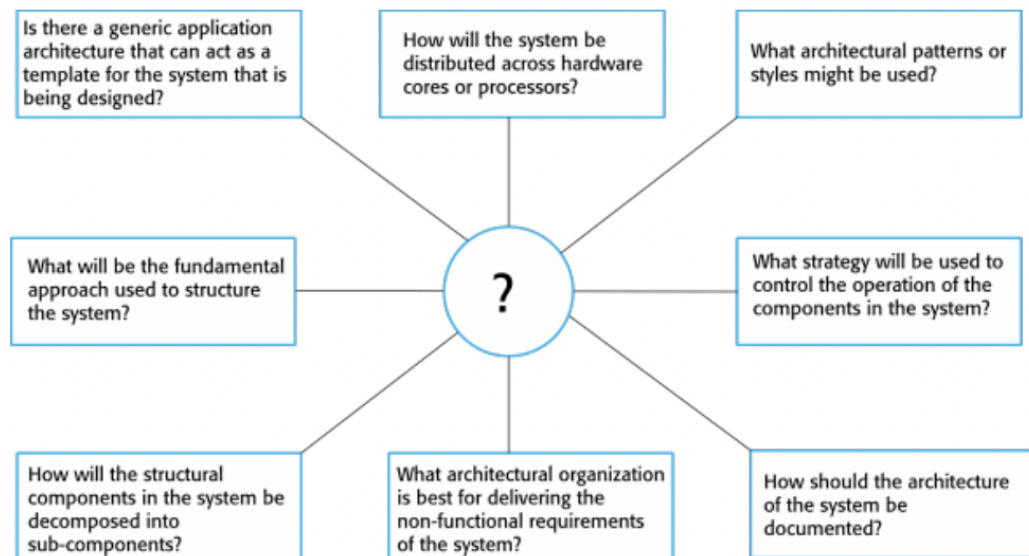 Is there a generic application
architecture that can act as a
template for the system that is
being designed?
How will the system be
distributed across hardware
cores or processors?
What architectural patterns or
styles might be used?
What will be the fundamental
approach used to structure
the system?
?
What strategy will be used to
control the operation of the
components in the system?
How will the structural
components in the system be
decomposed into
sub-components?
What architectural organization
is best for delivering the
non-functional requirements
of the system?
How should the architecture
of the system be
documented?